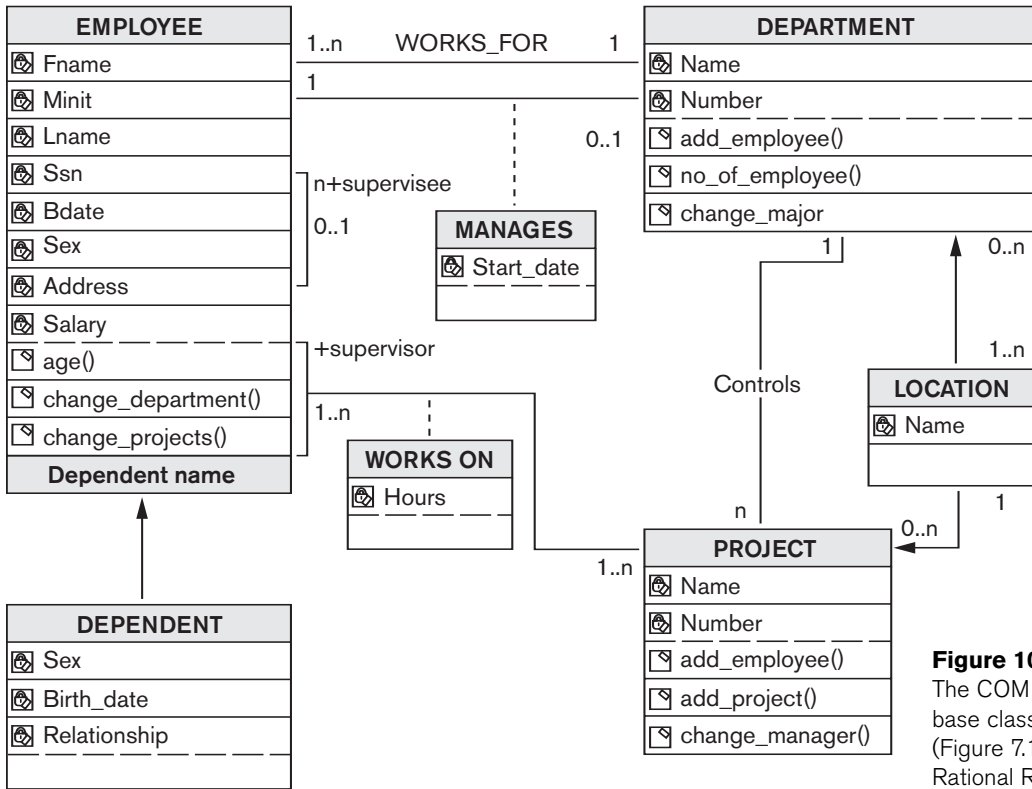 EMPLOYEE
Fname
Minit
Lname
Ssn
Bdate
Sex
Address
Salary
age()
change_department()
change_projects()
Dependent name
1..n WORKS_FOR 1
1
0..1
n+supervisee
0..1
MANAGES
Start_date
+supervisor
1..n
WORKS ON
Hours
1..n
DEPARTMENT
Name
Number
add_employee()
no_of_employee()
change_major
1
0..n
Controls
n
1..n
LOCATION
Name
1
0..n
PROJECT
Name
Number
add_employee()
add_project()
change_manager()
DEPENDENT
Sex
Birth_date
Relationship
Figure 10
The COM
base class
(Figure 7.1
Rational R